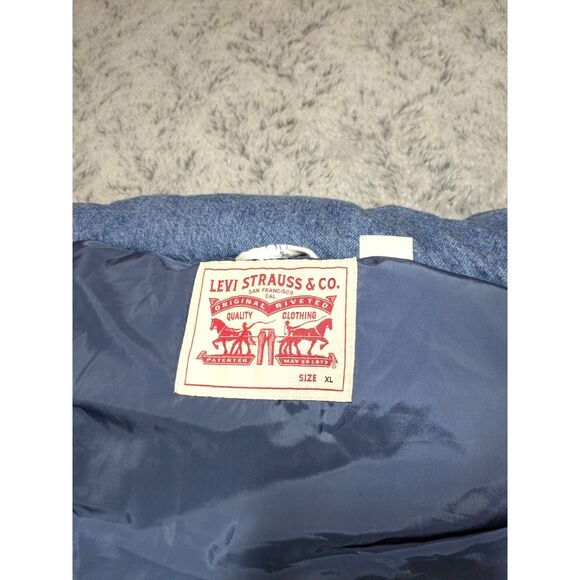 LEVI STRAUSS & CO.
SAN FRANCISCO
CAL.
ORIGINAL RIVETED
QUALITY CLOTHING
PATENTED MAY 20 1873
®
SIZE XL